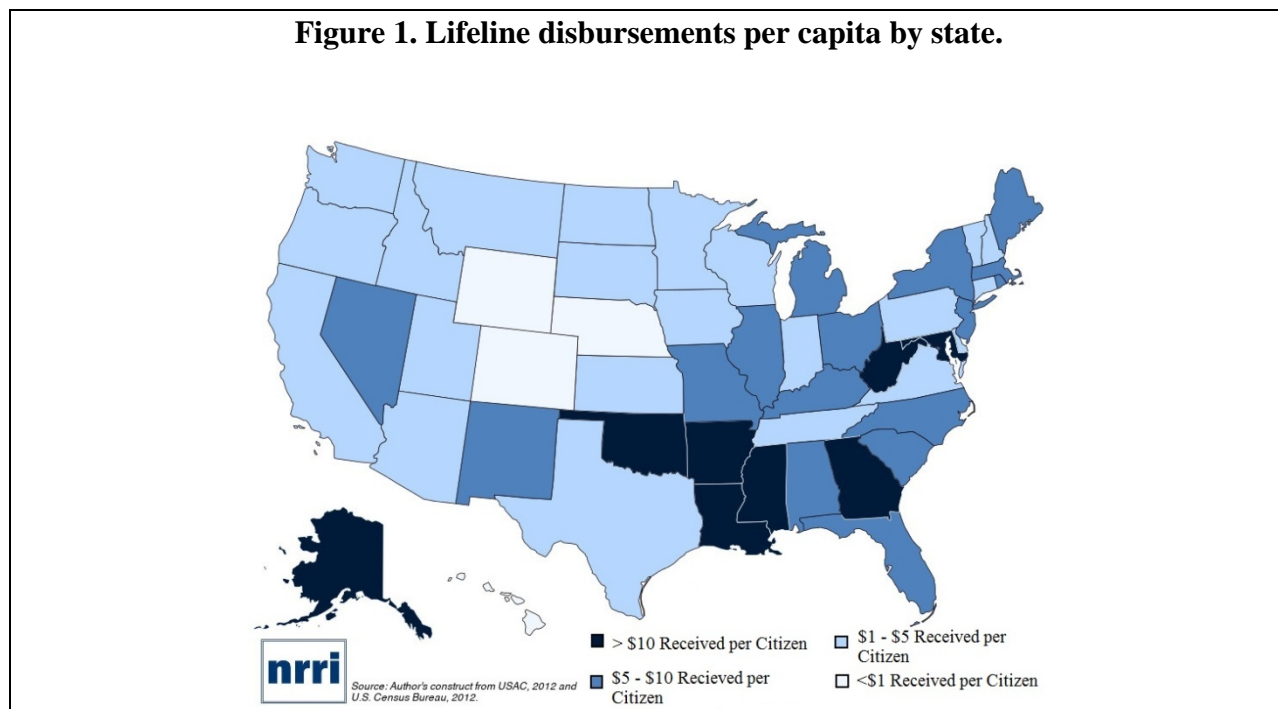 Figure 1. Lifeline disbursements per capita by state.
> $10 Received per Citizen
$1 - $5 Received per
Citizen
$5 - $10 Recieved per
Citizen
<$1 Received per Citizen
nrri
Source: Author's construct from USAC, 2012 and
U.S. Census Bureau, 2012.